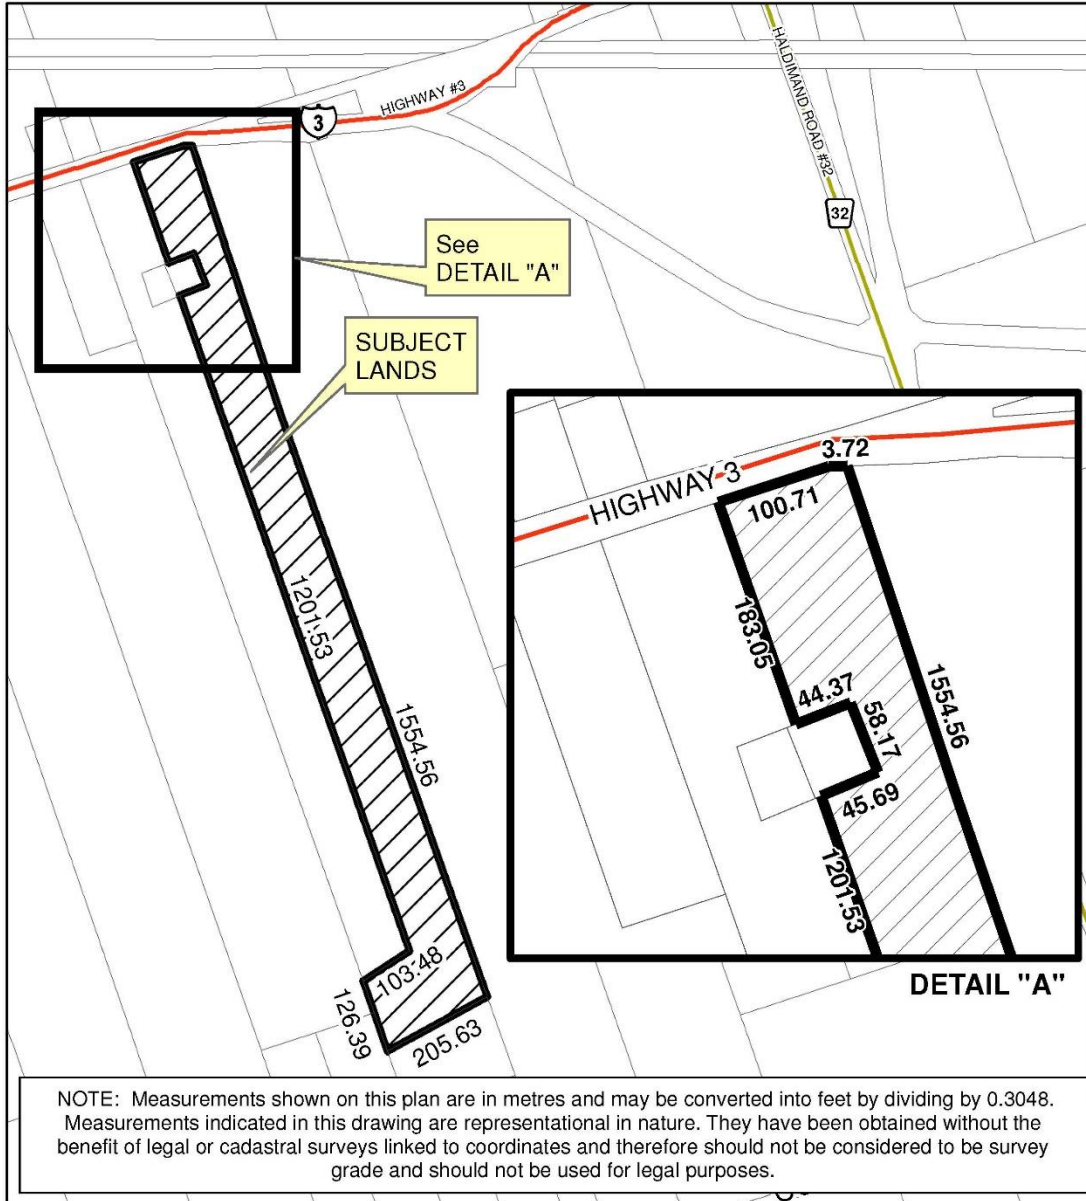 HIGHWAY #3
3
HALDIMAND ROAD #32
32
See
DETAIL "A"
SUBJECT
LANDS
1201.53
1554.56
103.48
126.39
205.63
HIGHWAY 3
3.72
100.71
183.05
44.37
58.17
1554.56
45.69
1201.53
DETAIL "A"
NOTE: Measurements shown on this plan are in metres and may be converted into feet by dividing by 0.3048.
Measurements indicated in this drawing are representational in nature. They have been obtained without the
benefit of legal or cadastral surveys linked to coordinates and therefore should not be considered to be survey
grade and should not be used for legal purposes.